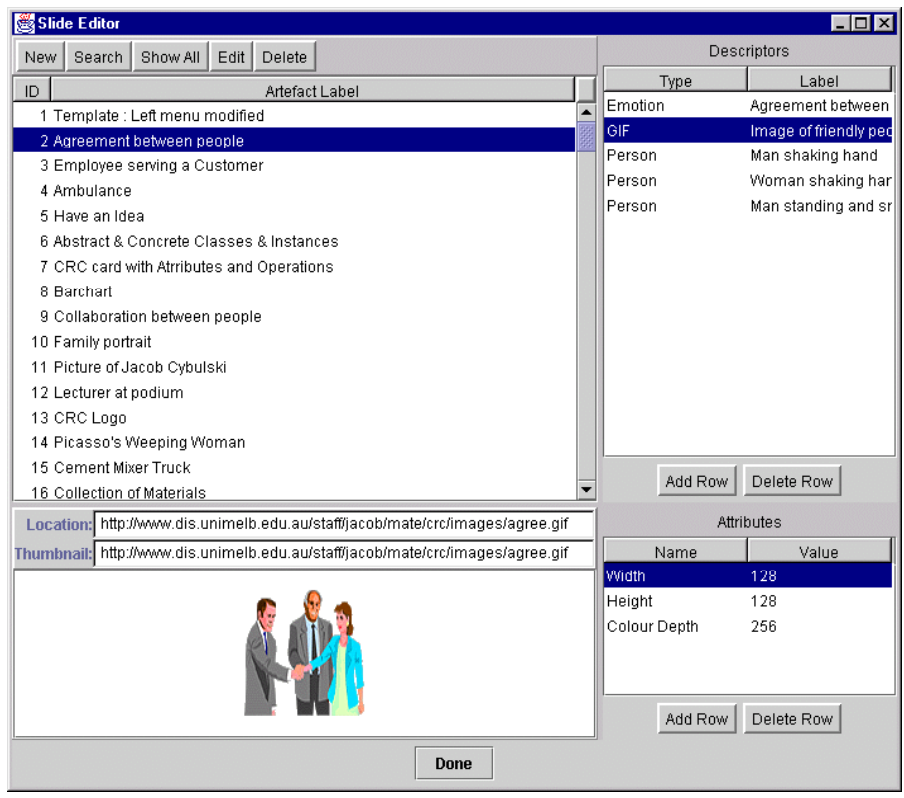 Slide Editor
New Search Show All Edit Delete
ID Artefact Label
1 Template : Left menu modified
2 Agreement between people
3 Employee serving a Customer
4 Ambulance
5 Have an Idea
6 Abstract & Concrete Classes & Instances
7 CRC card with Atrributes and Operations
8 Barchart
9 Collaboration between people
10 Family portrait
11 Picture of Jacob Cybulski
12 Lecturer at podium
13 CRC Logo
14 Picasso's Weeping Woman
15 Cement Mixer Truck
16 Collection of Materials
Location: http://www.dis.unimelb.edu.au/staff/jacob/mate/crc/images/agree.gif
Thumbnail: http://www.dis.unimelb.edu.au/staff/jacob/mate/crc/images/agree.gif
Descriptors
Type Label
Emotion Agreement between
GIF Image of friendly
Person Man shaking hand
Person Woman shaking
Person Man standing and
Add Row Delete Row
Attributes
Name Value
Width 128
Height 128
Colour Depth 256
Add Row Delete Row
Done